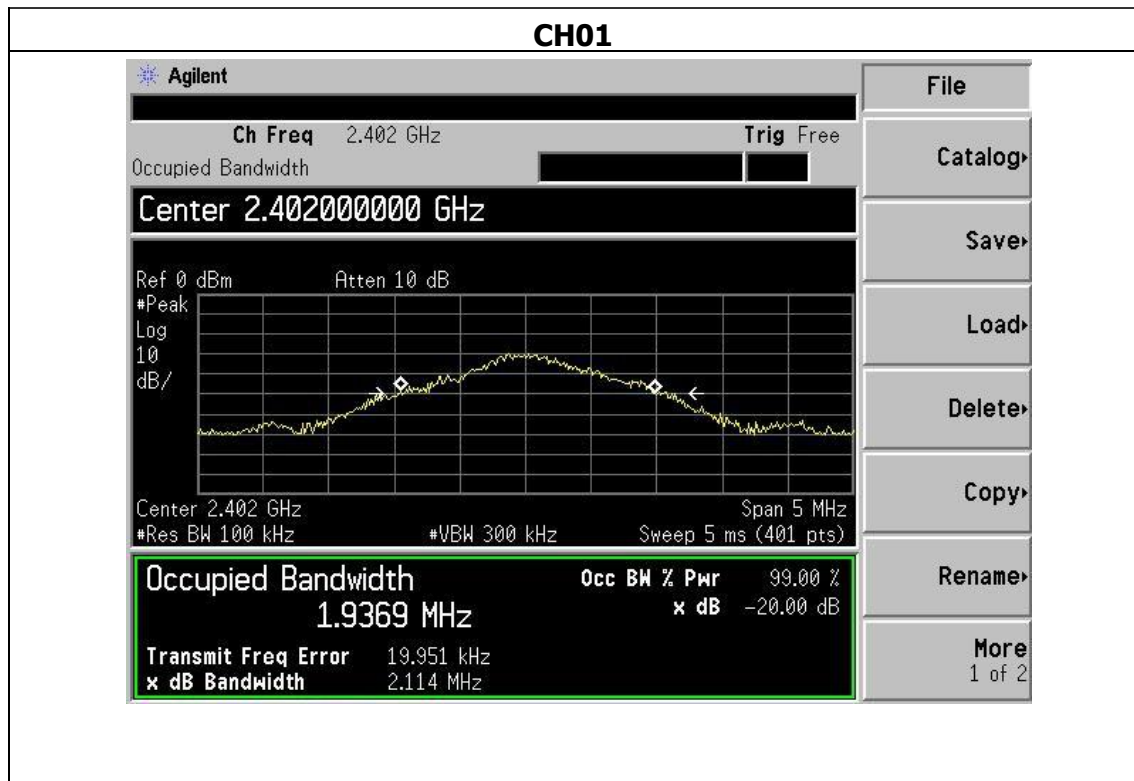 CH01
Agilent
Ch Freq 2.402 GHz Trig Free
Occupied Bandwidth
Center 2.402000000 GHz
Ref 0 dBm Atten 10 dB
#Peak
Log
10
dB/
Center 2.402 GHz Span 5 MHz
#Res BW 100 kHz #VBW 300 kHz Sweep 5 ms (401 pts)
Occupied Bandwidth
1.9369 MHz
Occ BW % Pwr 99.00 %
x dB -20.00 dB
Transmit Freq Error 19.951 kHz
x dB Bandwidth 2.114 MHz
File
Catalog
Save
Load
Delete
Copy
Rename
More
1 of 2